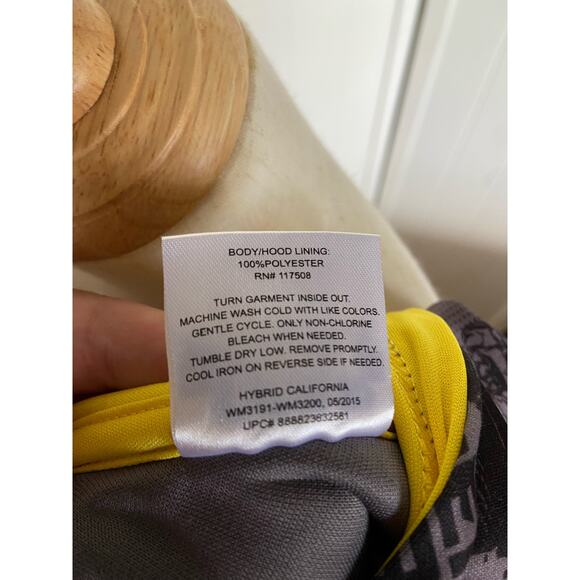 BODY/HOOD LINING:
100%POLYESTER
RN# 117508
TURN GARMENT INSIDE OUT.
MACHINE WASH COLD WITH LIKE COLORS.
GENTLE CYCLE. ONLY NON-CHLORINE
BLEACH WHEN NEEDED.
TUMBLE DRY LOW. REMOVE PROMPTLY.
COOL IRON ON REVERSE SIDE IF NEEDED.
HYBRID CALIFORNIA
WM3191-WM3200, 05/2015
UPC# 888823632581